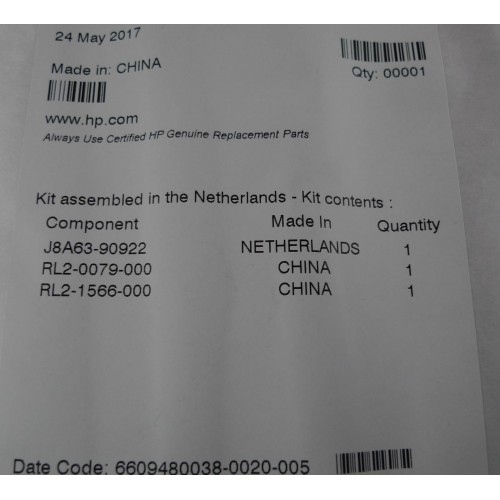 24 May 2017
Made in: CHINA
Qty: 00001
www.hp.com
Always Use Certified HP Genuine Replacement Parts
Kit assembled in the Netherlands - Kit contents :
Component Made In Quantity
J8A63-90922 NETHERLANDS 1
RL2-0079-000 CHINA 1
RL2-1566-000 CHINA 1
Date Code: 6609480038-0020-005